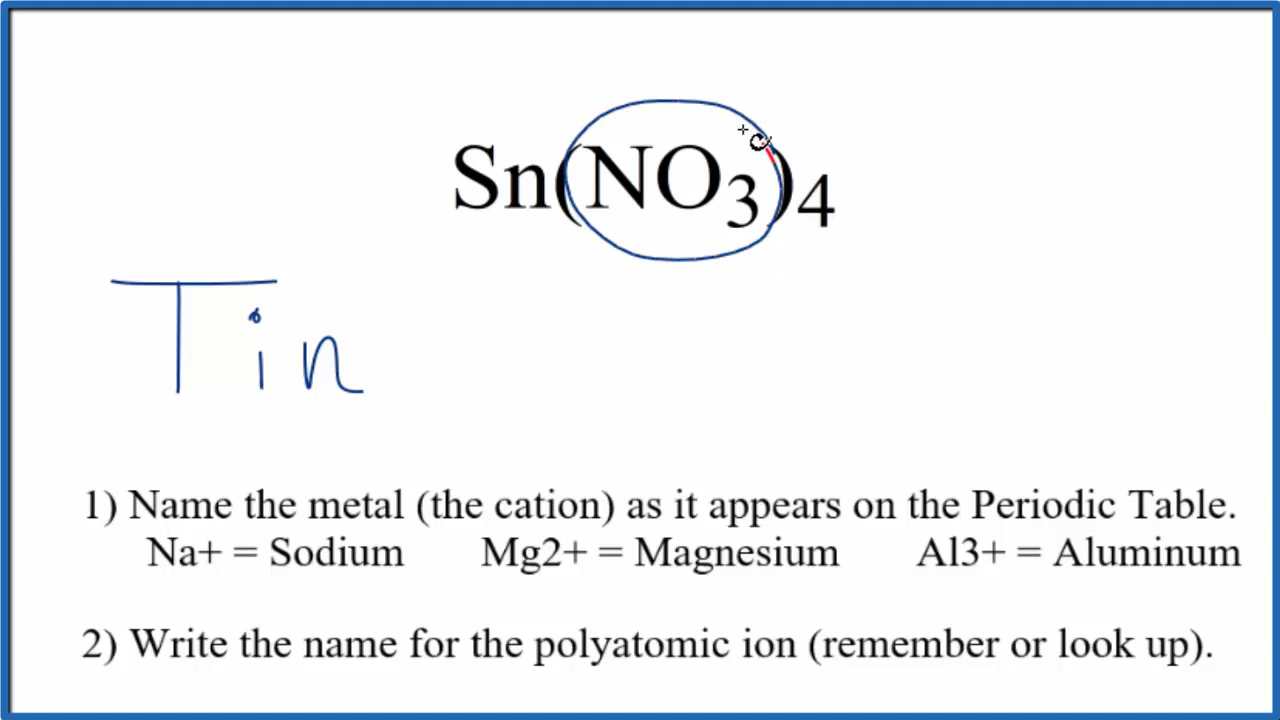 Sn(NO3)4
Tin
1) Name the metal (the cation) as it appears on the Periodic Table.
Na+ = Sodium Mg2+ = Magnesium Al3+ = Aluminum
2) Write the name for the polyatomic ion (remember or look up).